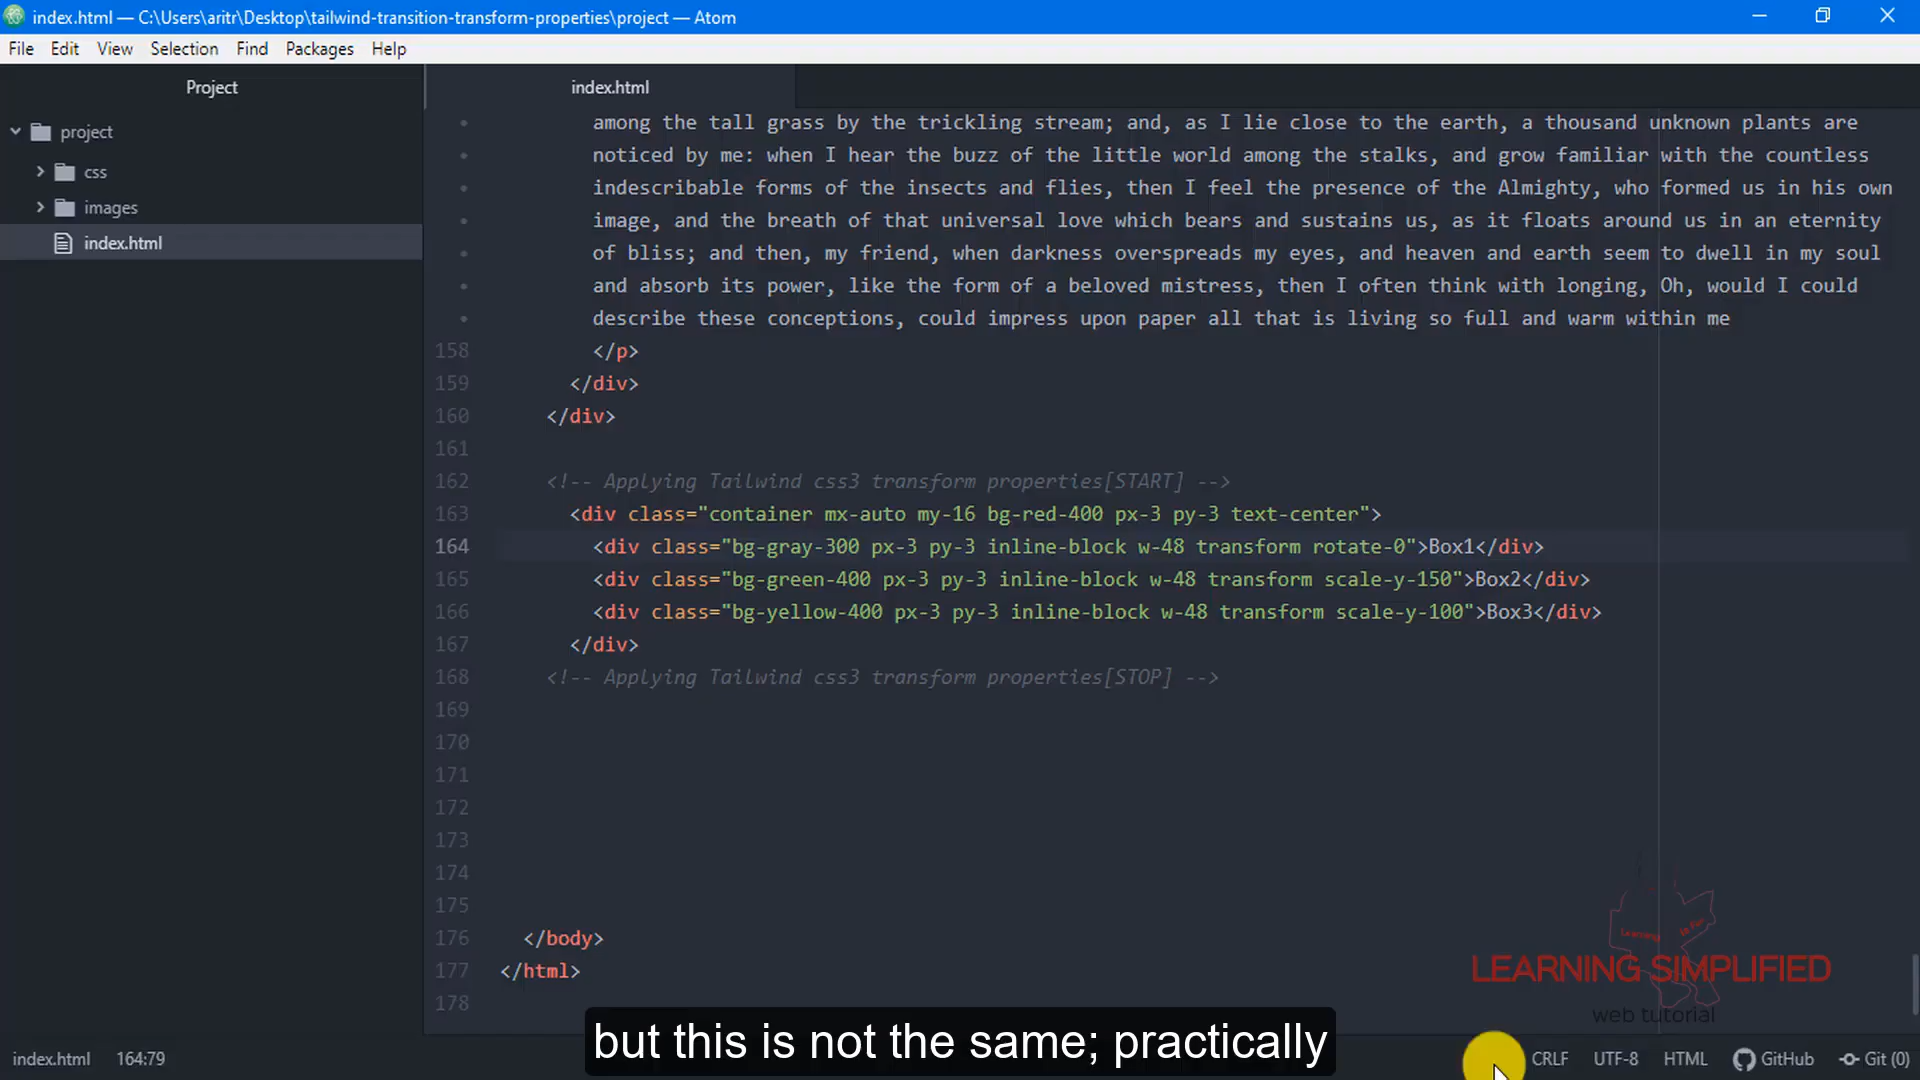 index.html — C:\Users\aritr\Desktop\tailwind-transition-transform-properties\project — Atom
File Edit View Selection Find Packages Help
Project
index.html
project
css
images
index.html
among the tall grass by the trickling stream; and, as I lie close to the earth, a thousand unknown plants are
noticed by me: when I hear the buzz of the little world among the stalks, and grow familiar with the countless
indescribable forms of the insects and flies, then I feel the presence of the Almighty, who formed us in his own
image, and the breath of that universal love which bears and sustains us, as it floats around us in an eternity
of bliss; and then, my friend, when darkness overspreads my eyes, and heaven and earth seem to dwell in my soul
and absorb its power, like the form of a beloved mistress, then I often think with longing, Oh, would I could
describe these conceptions, could impress upon paper all that is living so full and warm within me
158 </p>
159 </div>
160 </div>
161
162 <!-- Applying Tailwind css3 transform properties[START] -->
163 <div class="container mx-auto my-16 bg-red-400 px-3 py-3 text-center">
164 <div class="bg-gray-300 px-3 py-3 inline-block w-48 transform rotate-0">Box1</div>
165 <div class="bg-green-400 px-3 py-3 inline-block w-48 transform scale-y-150">Box2</div>
166 <div class="bg-yellow-400 px-3 py-3 inline-block w-48 transform scale-y-100">Box3</div>
167 </div>
168 <!-- Applying Tailwind css3 transform properties[STOP] -->
169
170
171
172
173
174
175
176 </body>
177 </html>
178
Learning is Fun
LEARNING SIMPLIFIED
web tutorial
but this is not the same; practically
index.html 164:79 CRLF UTF-8 HTML GitHub Git (0)